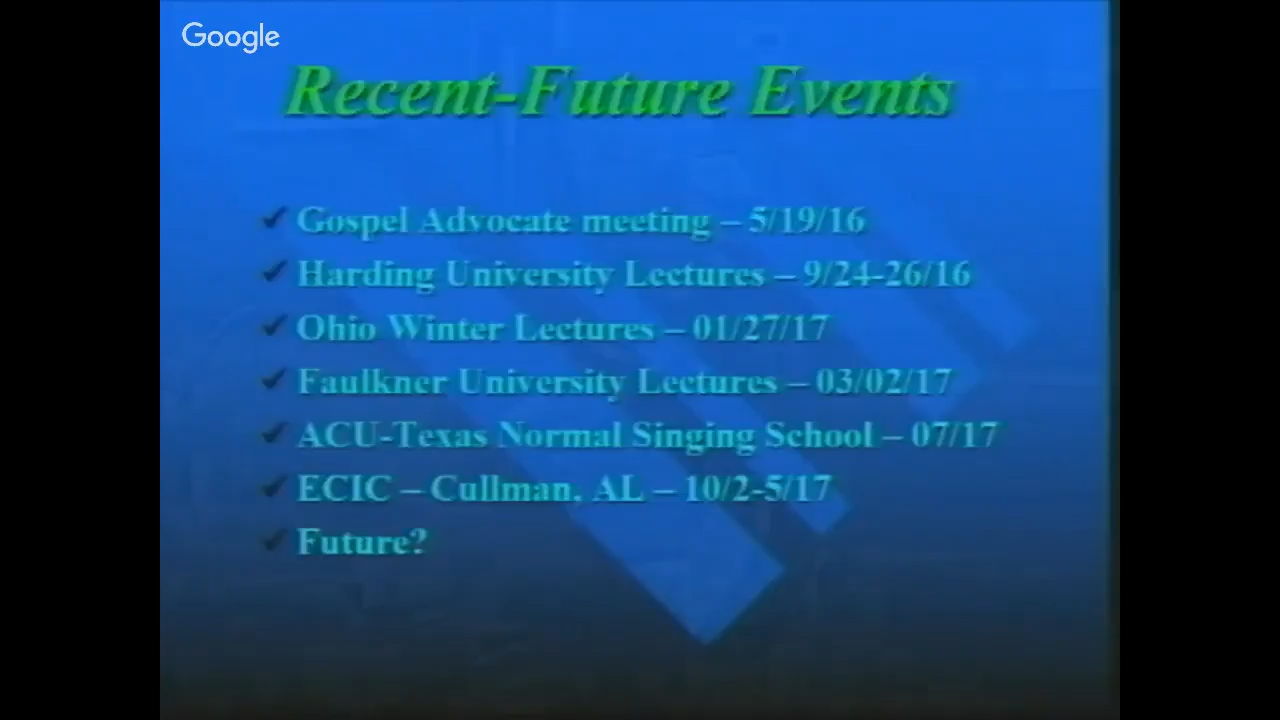 Google
Recent-Future Events
Gospel Advocate meeting – 5/19/16
Harding University Lectures – 9/24-26/16
Ohio Winter Lectures – 01/27/17
Faulkner University Lectures – 03/02/17
ACU-Texas Normal Singing School – 07/17
ECIC – Cullman, AL – 10/2-5/17
Future?